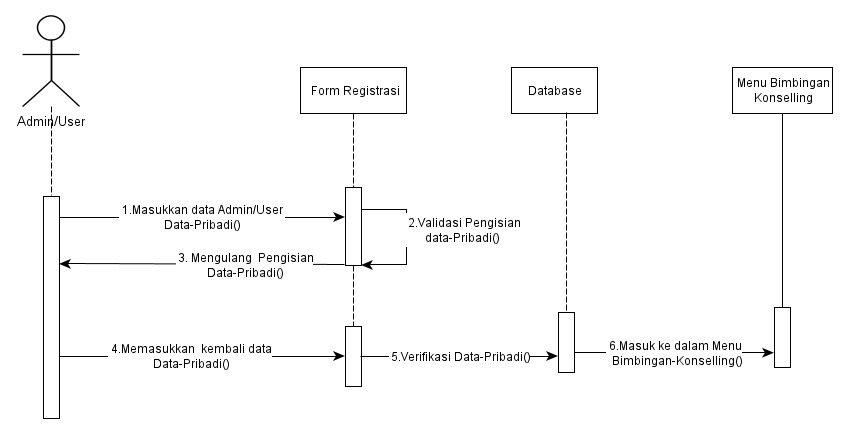 Admin/User
Form Registrasi
Database
Menu Bimbingan
Konselling
1.Masukkan data Admin/User
Data-Pribadi()
2.Validasi Pengisian
data-Pribadi()
3. Mengulang Pengisian
Data-Pribadi()
4.Memasukkan kembali data
Data-Pribadi()
5.Verifikasi Data-Pribadi()
6.Masuk ke dalam Menu
Bimbingan-Konselling()